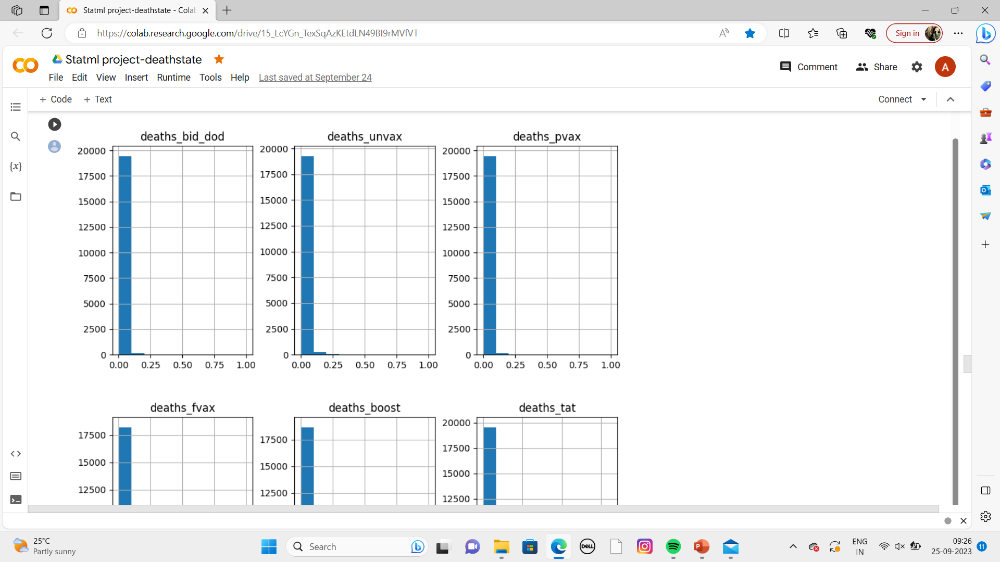 Statml project-deathstate - Colab
https://colab.research.google.com/drive/15_LcYGn_TexSqAzKEtdLN49BI9rMVfVT
Sign in
Statml project-deathstate
File Edit View Insert Runtime Tools Help Last saved at September 24
Comment Share A
+ Code + Text
Connect
{x}
deaths_bid_dod
20000
17500
15000
12500
10000
7500
5000
2500
0
0.00 0.25 0.50 0.75 1.00
deaths_unvax
20000
17500
15000
12500
10000
7500
5000
2500
0
0.00 0.25 0.50 0.75 1.00
deaths_pvax
20000
17500
15000
12500
10000
7500
5000
2500
0
0.00 0.25 0.50 0.75 1.00
deaths_fvax
17500
15000
12500
deaths_boost
17500
15000
12500
deaths_tat
20000
17500
15000
12500
25°C
Partly sunny
Search
DELL
ENG
IN
09:26
25-09-2023
11